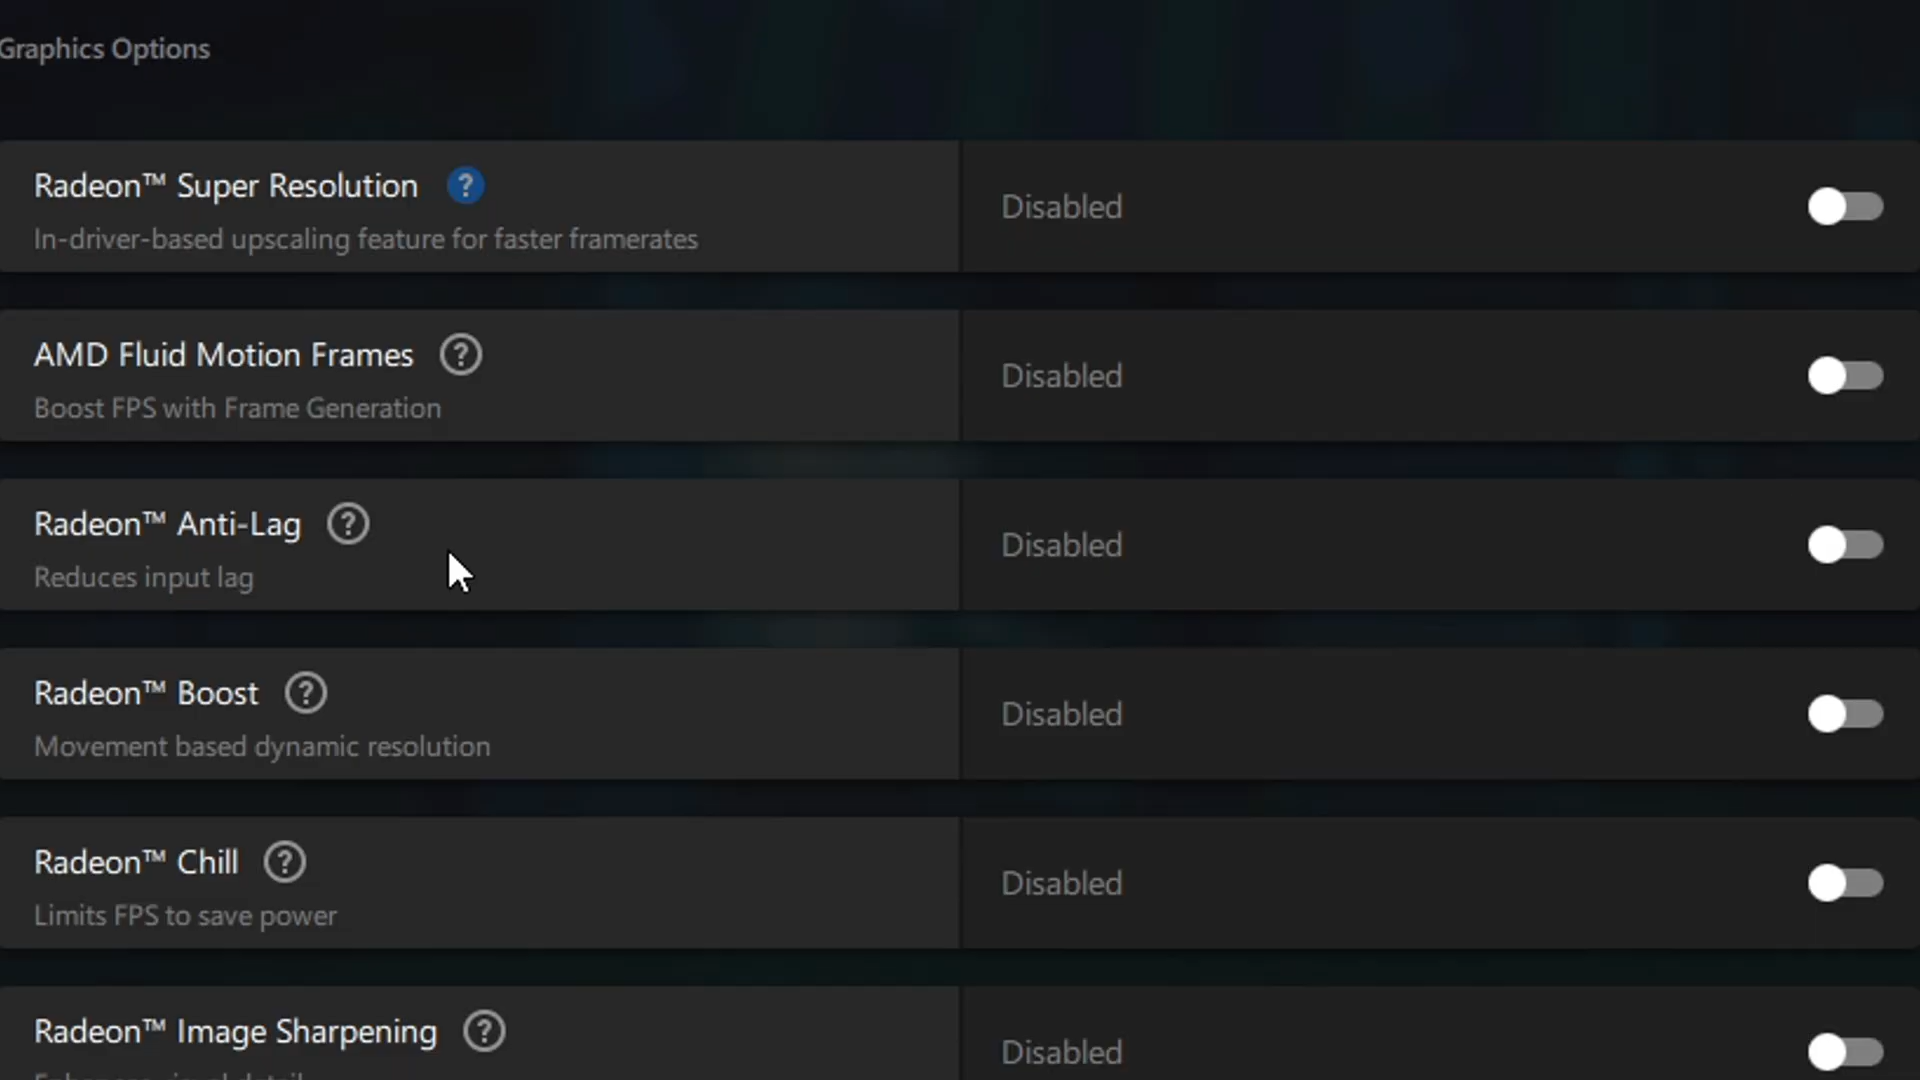 Graphics Options
Radeon™ Super Resolution ?
Disabled
In-driver-based upscaling feature for faster framerates
AMD Fluid Motion Frames ?
Disabled
Boost FPS with Frame Generation
Radeon™ Anti-Lag ?
Disabled
Reduces input lag
Radeon™ Boost ?
Disabled
Movement based dynamic resolution
Radeon™ Chill ?
Disabled
Limits FPS to save power
Radeon™ Image Sharpening ?
Disabled